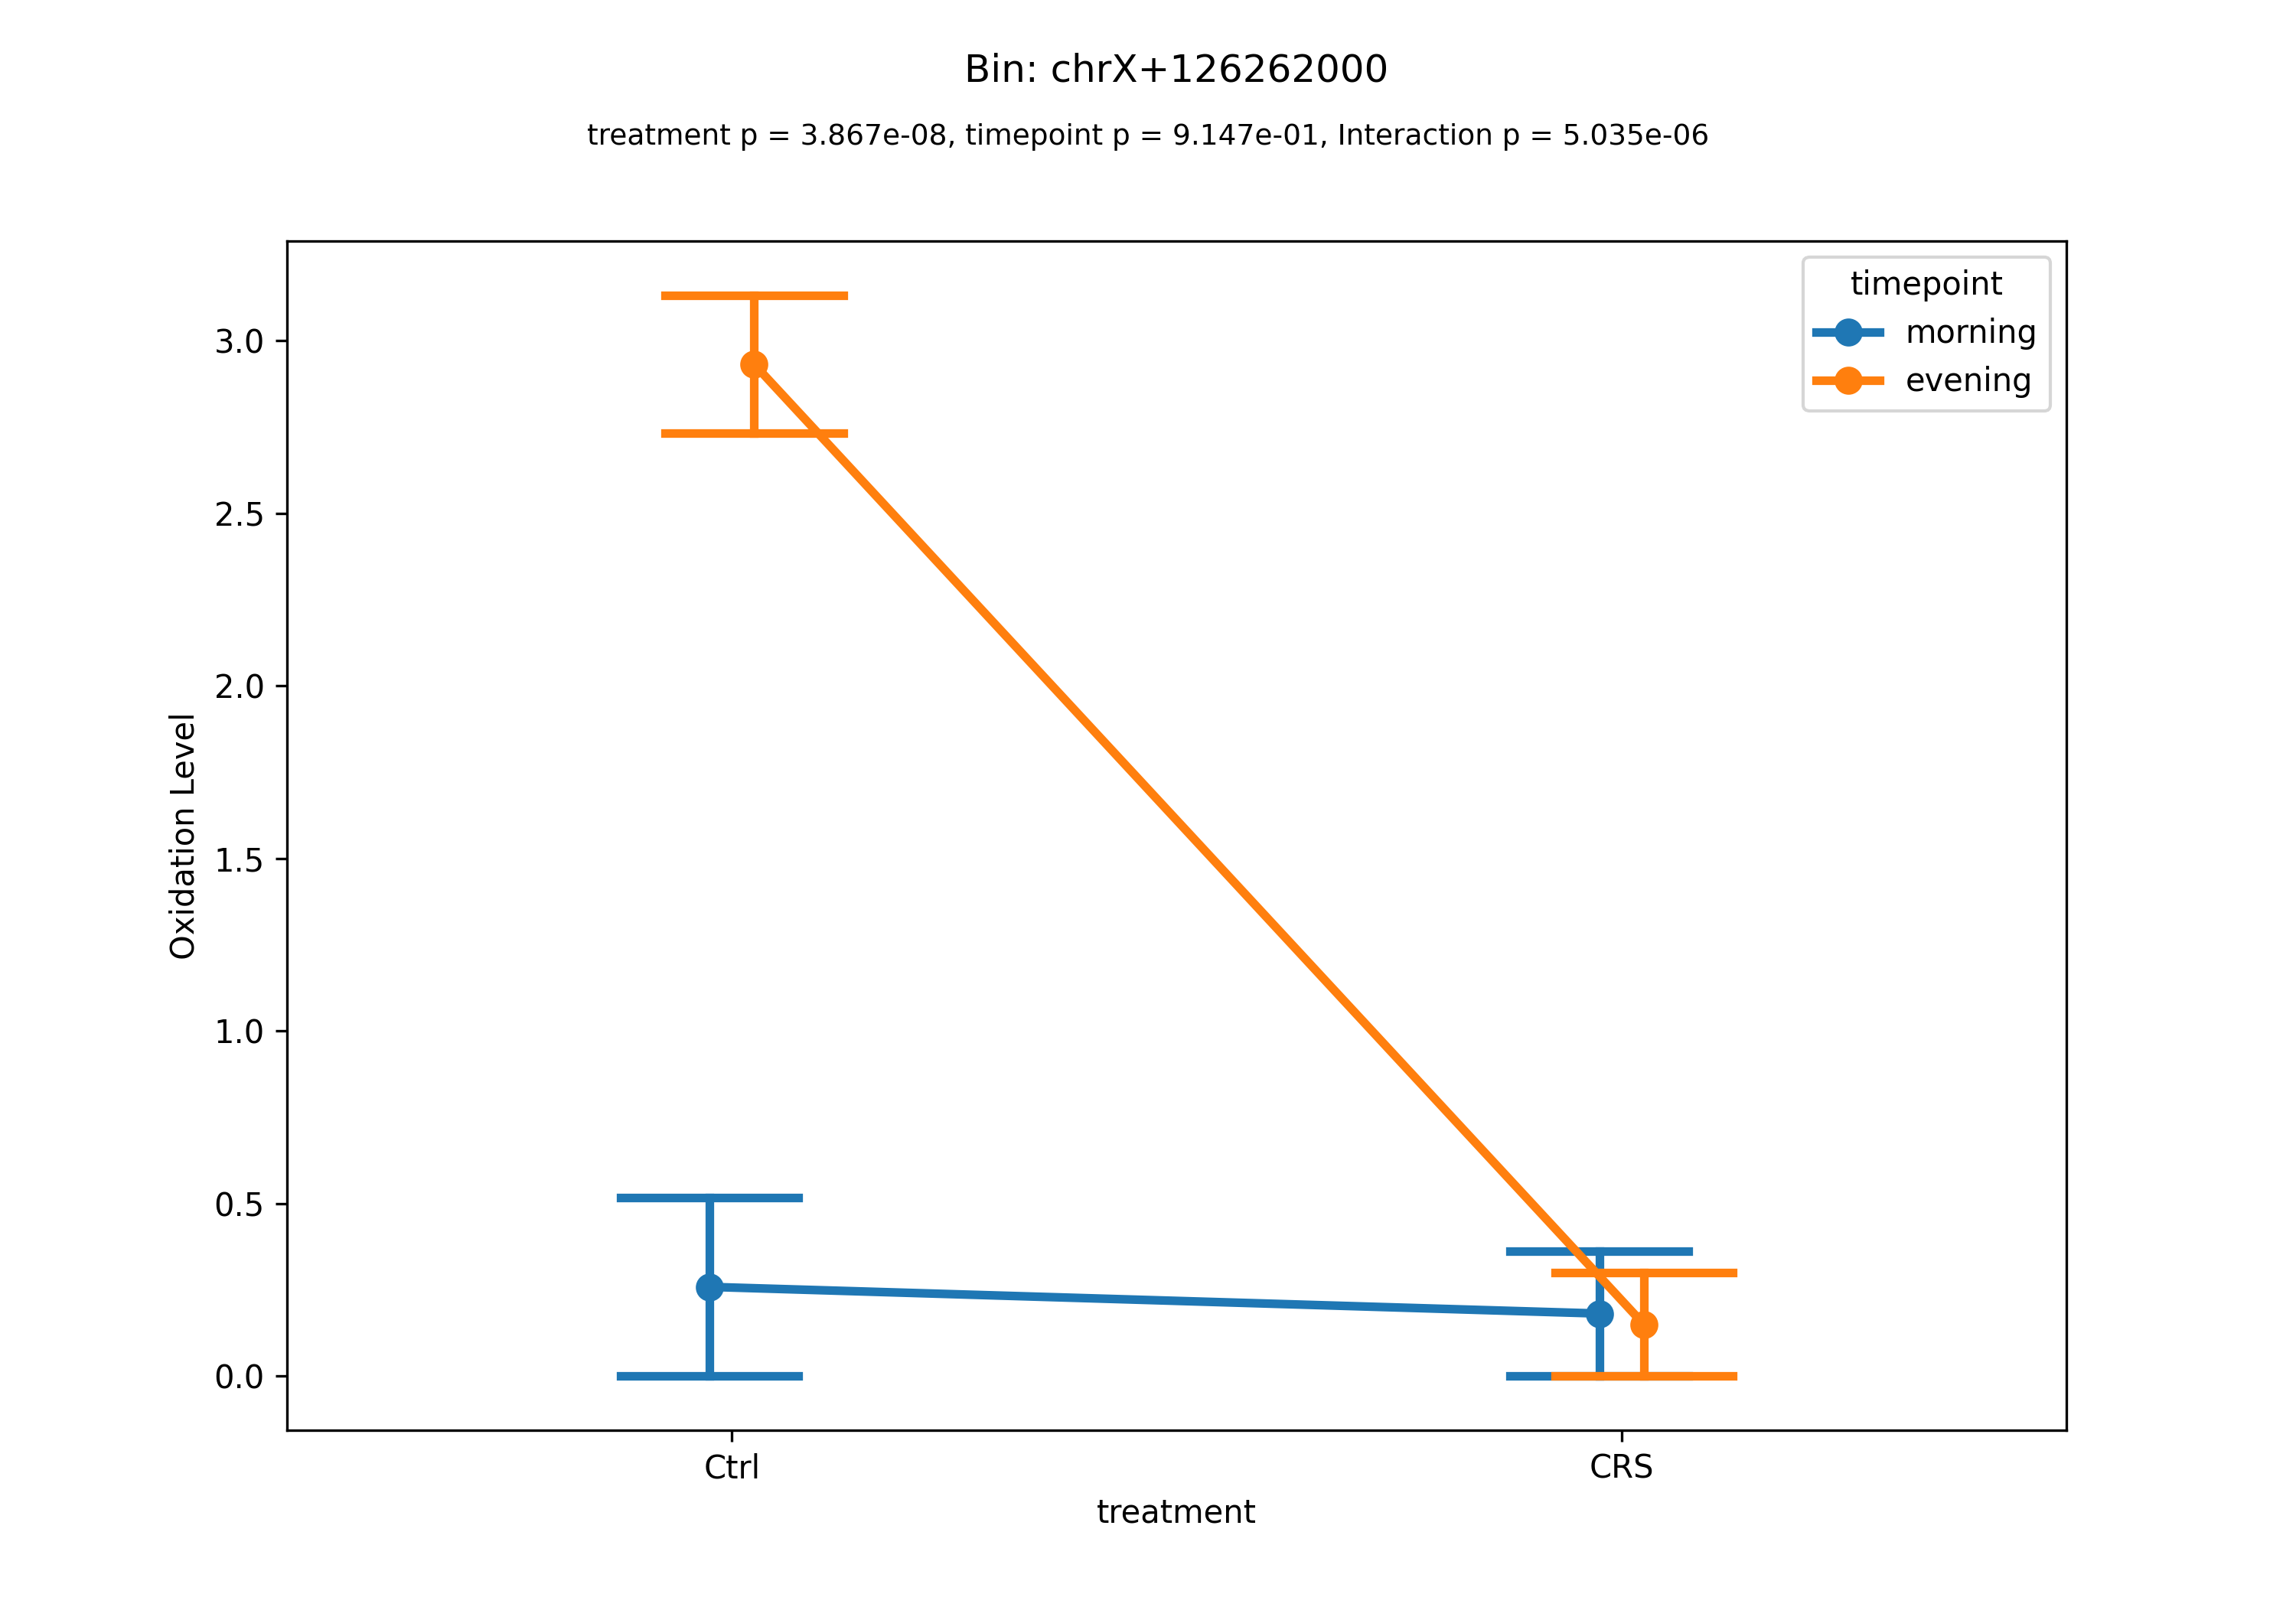 Bin: chrX+126262000
treatment p = 3.867e-08, timepoint p = 9.147e-01, Interaction p = 5.035e-06
timepoint
morning
evening
3.0
2.5
2.0
1.5
1.0
0.5
0.0
Oxidation Level
Ctrl
CRS
treatment